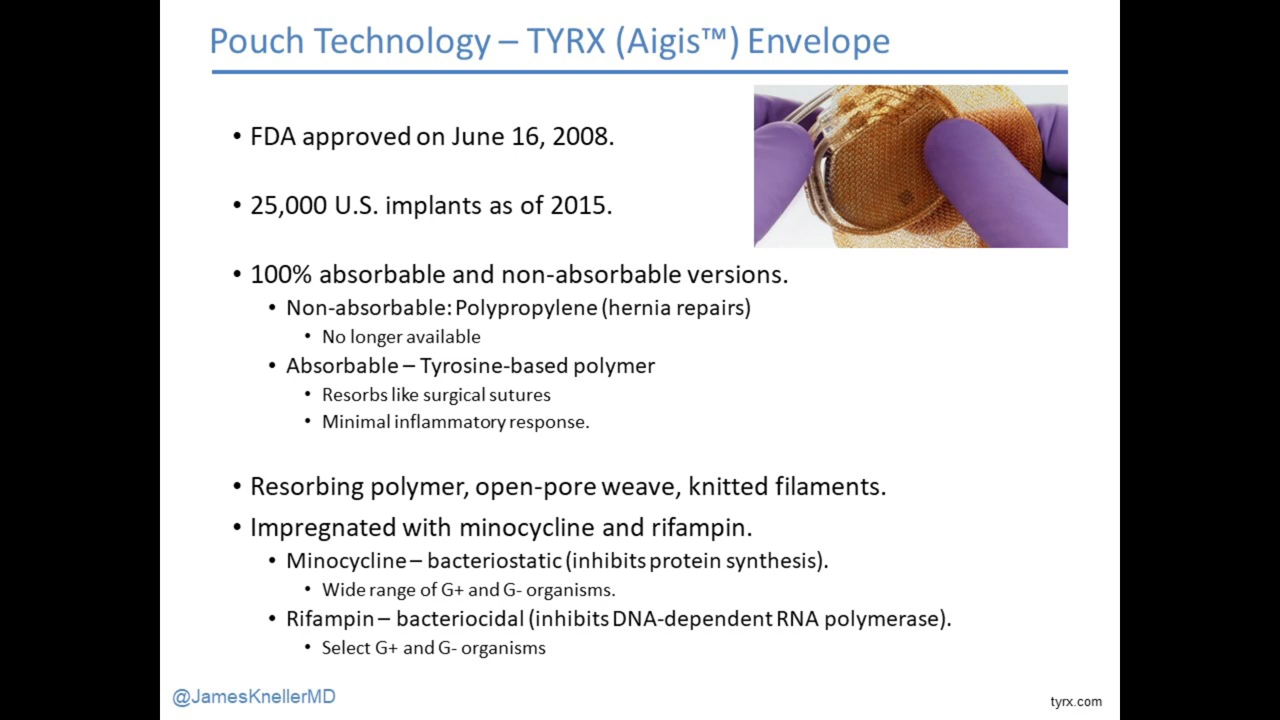 Pouch Technology – TYRX (Aigis™) Envelope
• FDA approved on June 16, 2008.
• 25,000 U.S. implants as of 2015.
• 100% absorbable and non-absorbable versions.
• Non-absorbable: Polypropylene (hernia repairs)
• No longer available
• Absorbable – Tyrosine-based polymer
• Resorbs like surgical sutures
• Minimal inflammatory response.
• Resorbing polymer, open-pore weave, knitted filaments.
• Impregnated with minocycline and rifampin.
• Minocycline – bacteriostatic (inhibits protein synthesis).
• Wide range of G+ and G- organisms.
• Rifampin – bacteriocidal (inhibits DNA-dependent RNA polymerase).
• Select G+ and G- organisms
@JamesKnellerMD
tyrx.com